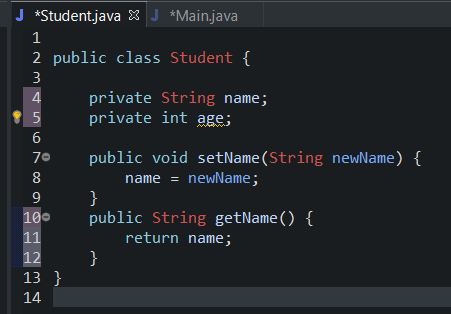 *Student.java *Main.java
1
2 public class Student {
3
4     private String name;
5     private int age;
6
7     public void setName(String newName) {
8         name = newName;
9     }
10     public String getName() {
11         return name;
12     }
13 }
14